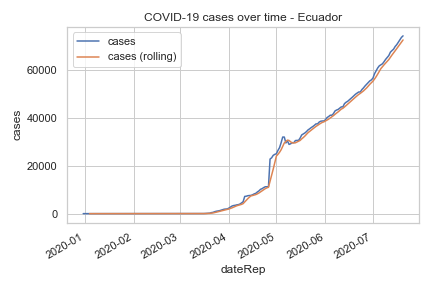 COVID-19 cases over time - Ecuador
cases
cases (rolling)
60000
40000
20000
0
cases
2020-01
2020-02
2020-03
2020-04
2020-05
2020-06
2020-07
dateRep